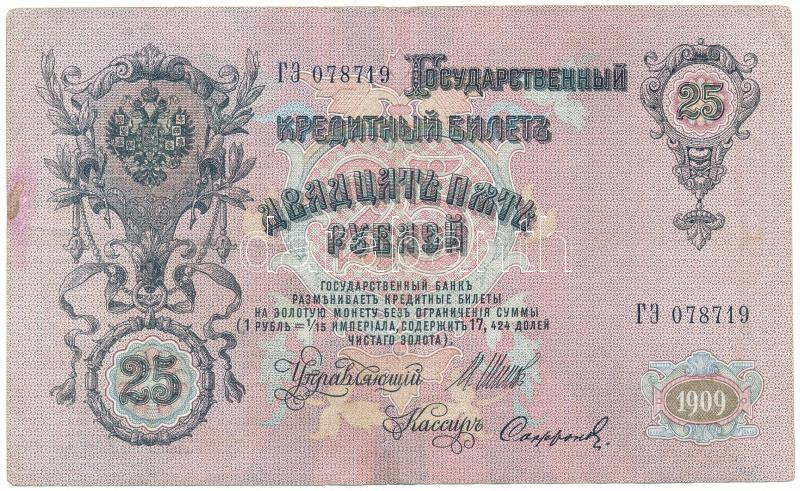 ГЭ 078719 Государственный
25
Кредитный Билетъ
Двадцать пять
рублей
ГОСУДАРСТВЕННЫЙ БАНКЪ
РАЗМѢНИВАЕТЪ КРЕДИТНЫЕ БИЛЕТЫ
НА ЗОЛОТУЮ МОНЕТУ БЕЗЪ ОГРАНИЧЕНІЯ СУММЫ
(1 РУБЛЬ = 1/15 ИМПЕРІАЛА, СОДЕРЖИТЪ 17, 424 ДОЛЕЙ
ЧИСТАГО ЗОЛОТА).
ГЭ 078719
25
Управляющій
Кассиръ
1909